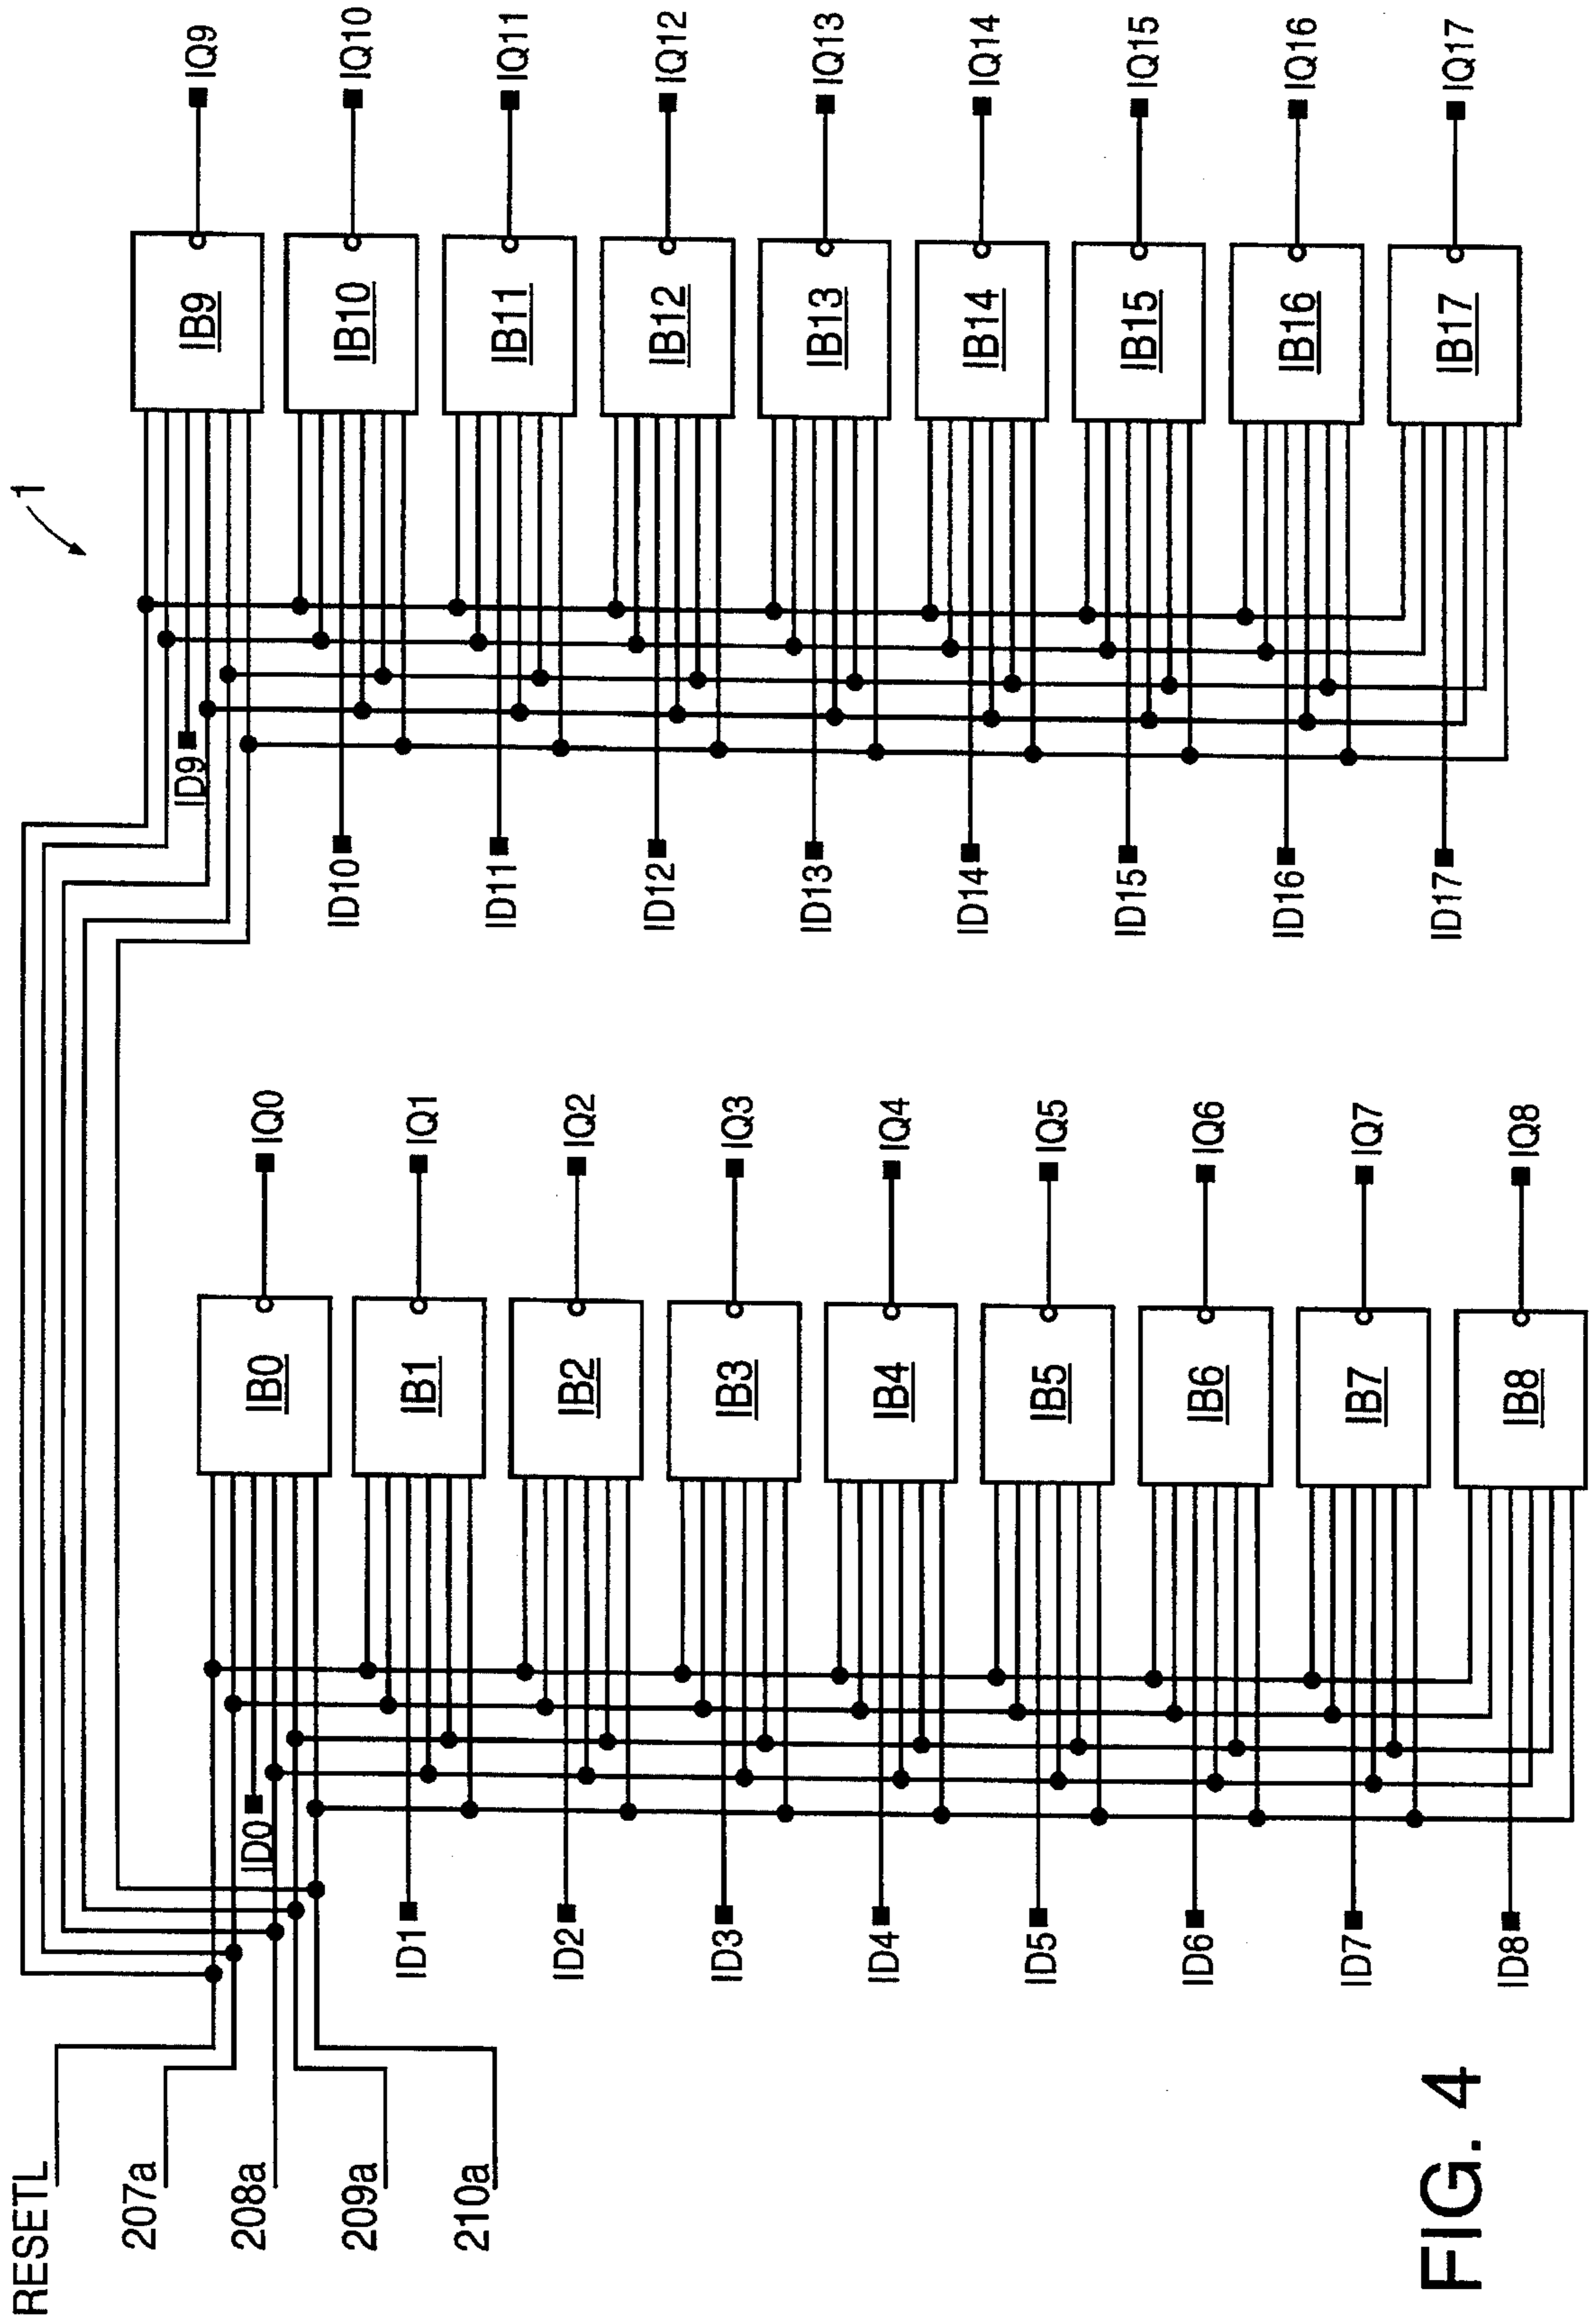 1
RESETL
207a
208a
209a
210a
ID0
ID1
ID2
ID3
ID4
ID5
ID6
ID7
ID8
IB0
IB1
IB2
IB3
IB4
IB5
IB6
IB7
IB8
IQ0
IQ1
IQ2
IQ3
IQ4
IQ5
IQ6
IQ7
IQ8
ID9
ID10
ID11
ID12
ID13
ID14
ID15
ID16
ID17
IB9
IB10
IB11
IB12
IB13
IB14
IB15
IB16
IB17
IQ9
IQ10
IQ11
IQ12
IQ13
IQ14
IQ15
IQ16
IQ17
FIG. 4